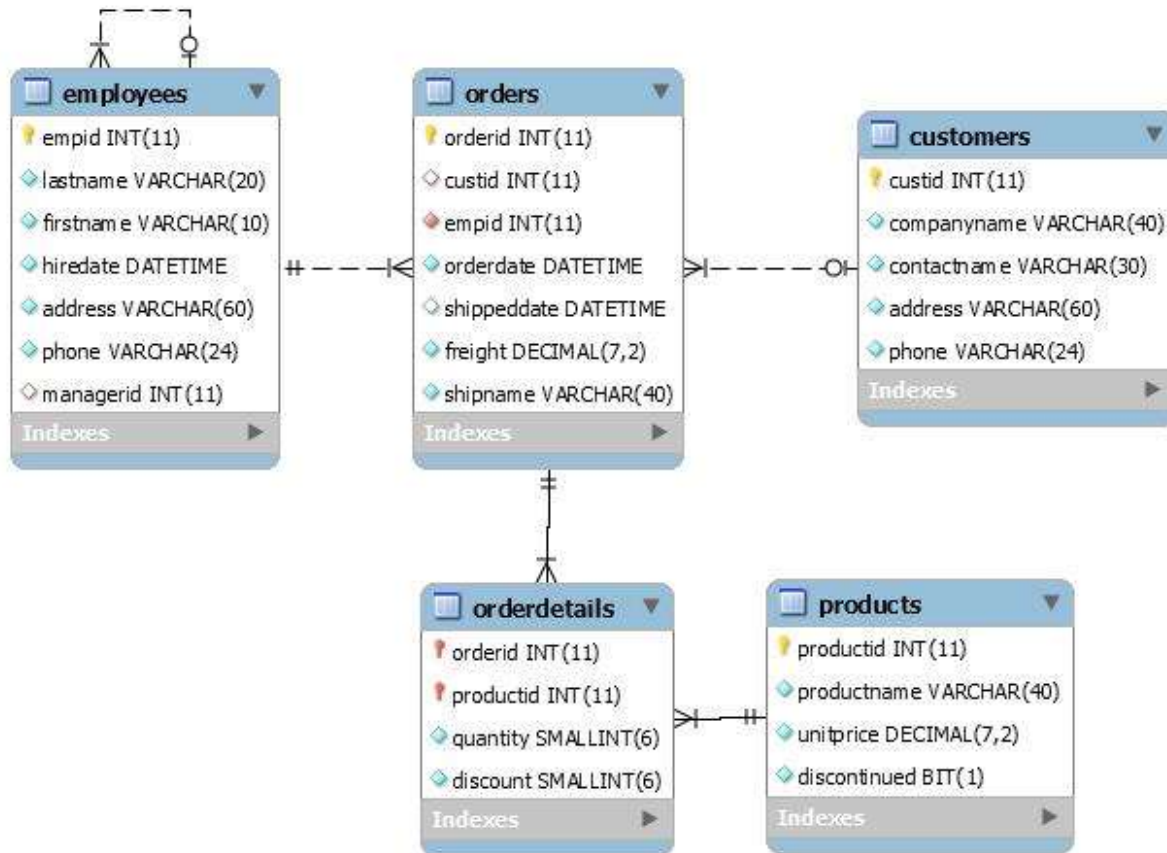 employees
empid INT(11)
lastname VARCHAR(20)
firstname VARCHAR(10)
hiredate DATETIME
address VARCHAR(60)
phone VARCHAR(24)
managerid INT(11)
Indexes
orders
orderid INT(11)
custid INT(11)
empid INT(11)
orderdate DATETIME
shippeddate DATETIME
freight DECIMAL(7,2)
shipname VARCHAR(40)
Indexes
customers
custid INT(11)
companyname VARCHAR(40)
contactname VARCHAR(30)
address VARCHAR(60)
phone VARCHAR(24)
Indexes
orderdetails
orderid INT(11)
productid INT(11)
quantity SMALLINT(6)
discount SMALLINT(6)
Indexes
products
productid INT(11)
productname VARCHAR(40)
unitprice DECIMAL(7,2)
discontinued BIT(1)
Indexes